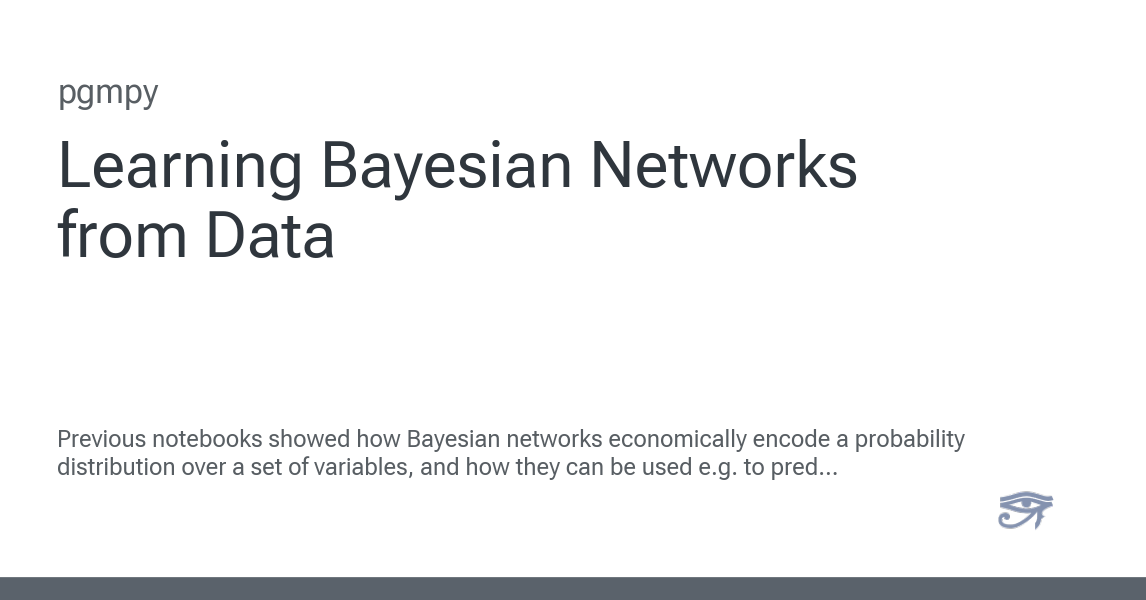 pgmpy
Learning Bayesian Networks
from Data
Previous notebooks showed how Bayesian networks economically encode a probability
distribution over a set of variables, and how they can be used e.g. to pred...